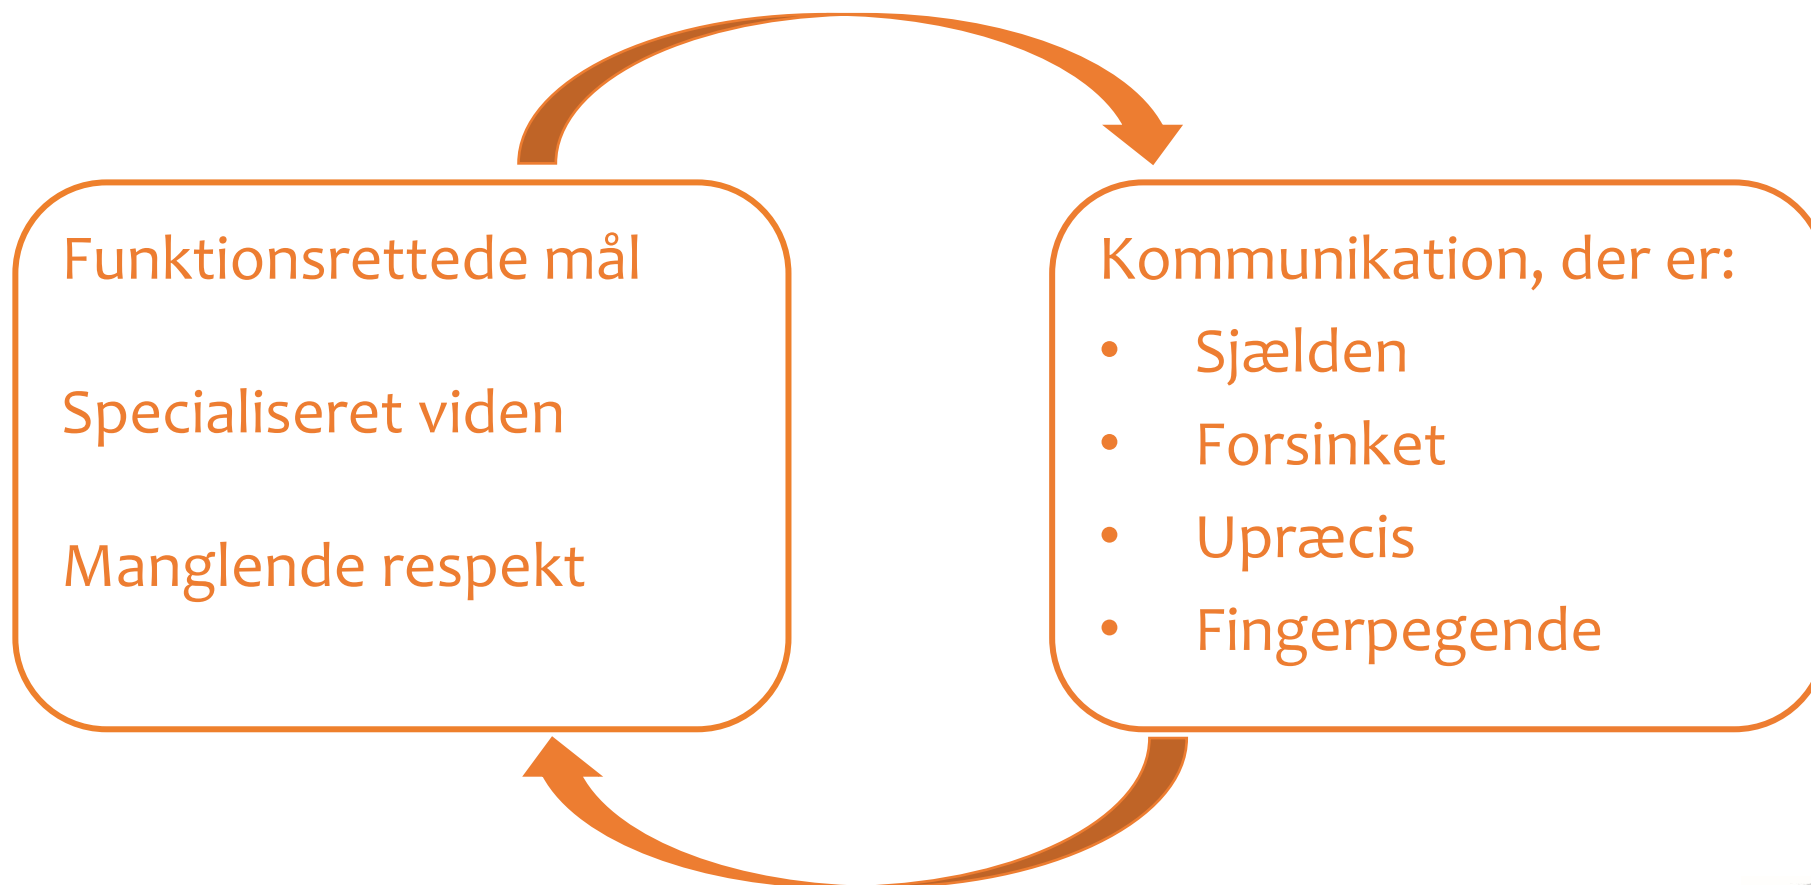 Funktionsrettede mål
Specialiseret viden
Manglende respekt
Kommunikation, der er:
• Sjælden
• Forsinket
• Upræcis
• Fingerpegende